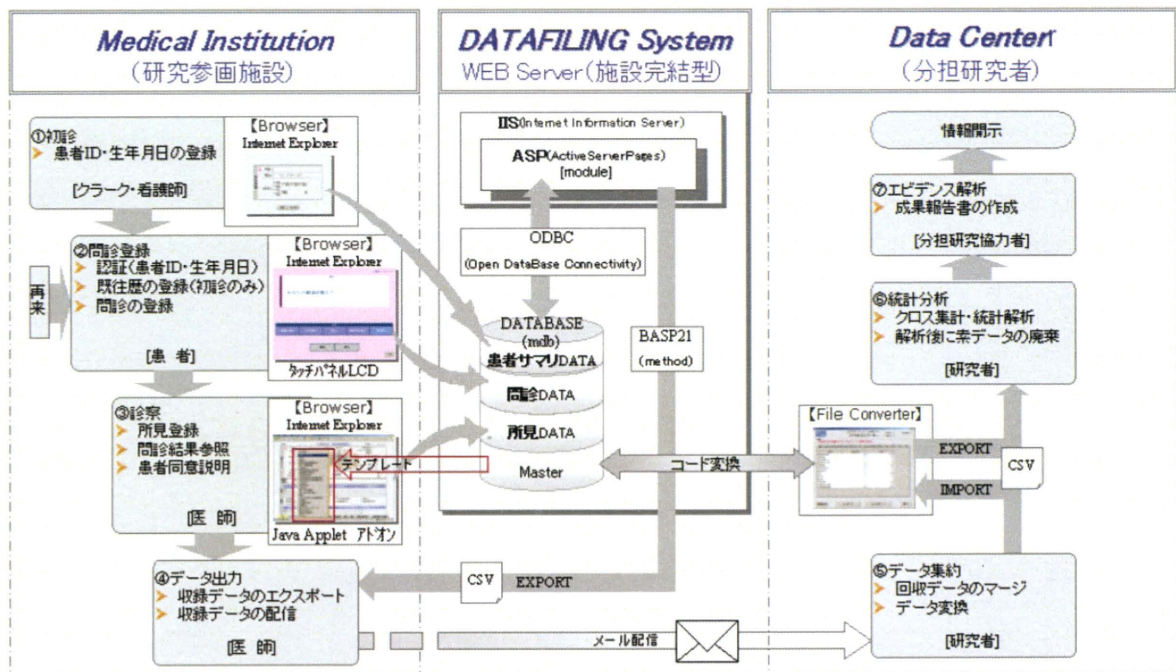 Medical Institution
(研究参画施設)
①初診
患者ID・生年月日の登録
[クラーク・看護師]
【Browser】
Internet Explorer
再来
②問診登録
認証(患者ID・生年月日)
既往歴の登録(初診のみ)
問診の登録
[患 者]
【Browser】
Internet Explorer
タッチパネルLCD
③診察
所見登録
問診結果参照
患者同意説明
[医 師]
【Browser】
Internet Explorer
テンプレート
Java Applet アドオン
④データ出力
収録データのエクスポート
収録データの配信
[医 師]
DATAFILING System
WEB Server(施設完結型)
IIS(Internet Information Server)
ASP(ActiveServerPages)
[module]
ODBC
(Open DataBase Connectivity)
DATABASE
(mdb)
患者サマリDATA
問診DATA
所見DATA
Master
BASP21
(method)
CSV
EXPORT
メール配信
コード変換
Data Center
(分担研究者)
情報開示
⑦エビデンス解析
成果報告書の作成
[分担研究協力者]
⑥統計分析
クロス集計・統計解析
解析後に素データの廃棄
[研究者]
【File Converter】
EXPORT
CSV
IMPORT
⑤データ集約
回収データのマージ
データ変換
[研究者]